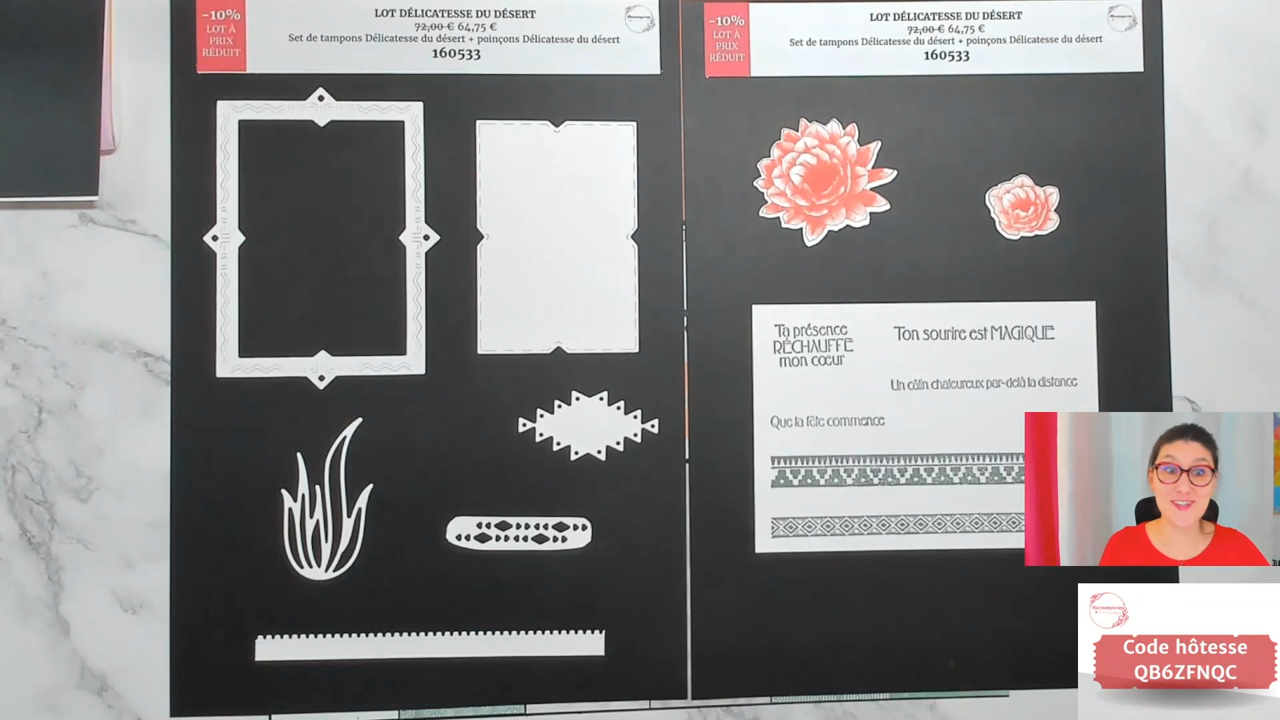 -10%
LOT À
PRIX
RÉDUIT
LOT DÉLICATESSE DU DÉSERT
72,00 € 64,75 €
Set de tampons Délicatesse du désert + poinçons Délicatesse du désert
160533
-10%
LOT À
PRIX
RÉDUIT
LOT DÉLICATESSE DU DÉSERT
72,00 € 64,75 €
Set de tampons Délicatesse du désert + poinçons Délicatesse du désert
160533
Ta présence
RÉCHAUFFE
mon cœur
Ton sourire est MAGIQUE
Un câlin chaleureux par-delà la distance
Que la fête commence
Code hôtesse
QB6ZFNQC